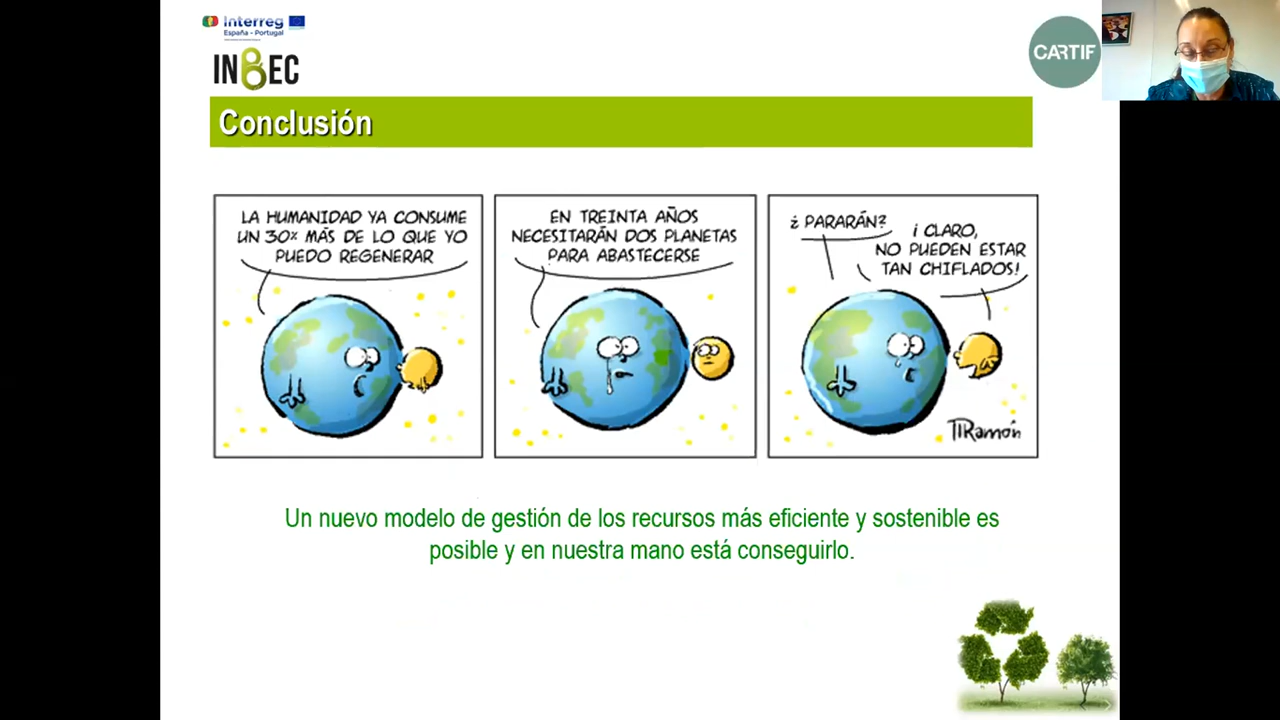 Interreg
España - Portugal
INBEC
CARTIF
Conclusión
LA HUMANIDAD YA CONSUME
UN 30% MÁS DE LO QUE YO
PUEDO REGENERAR
EN TREINTA AÑOS
NECESITARÁN DOS PLANETAS
PARA ABASTECERSE
¿ PARARÁN?
¡ CLARO,
NO PUEDEN ESTAR
TAN CHIFLADOS!
JRRamón
Un nuevo modelo de gestión de los recursos más eficiente y sostenible es
posible y en nuestra mano está conseguirlo.